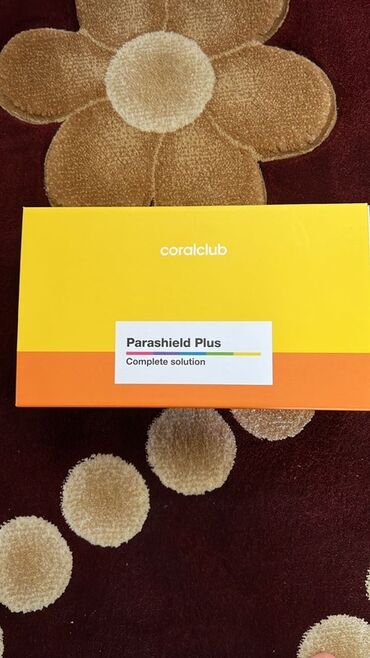 coralclub
Parashield Plus
Complete solution